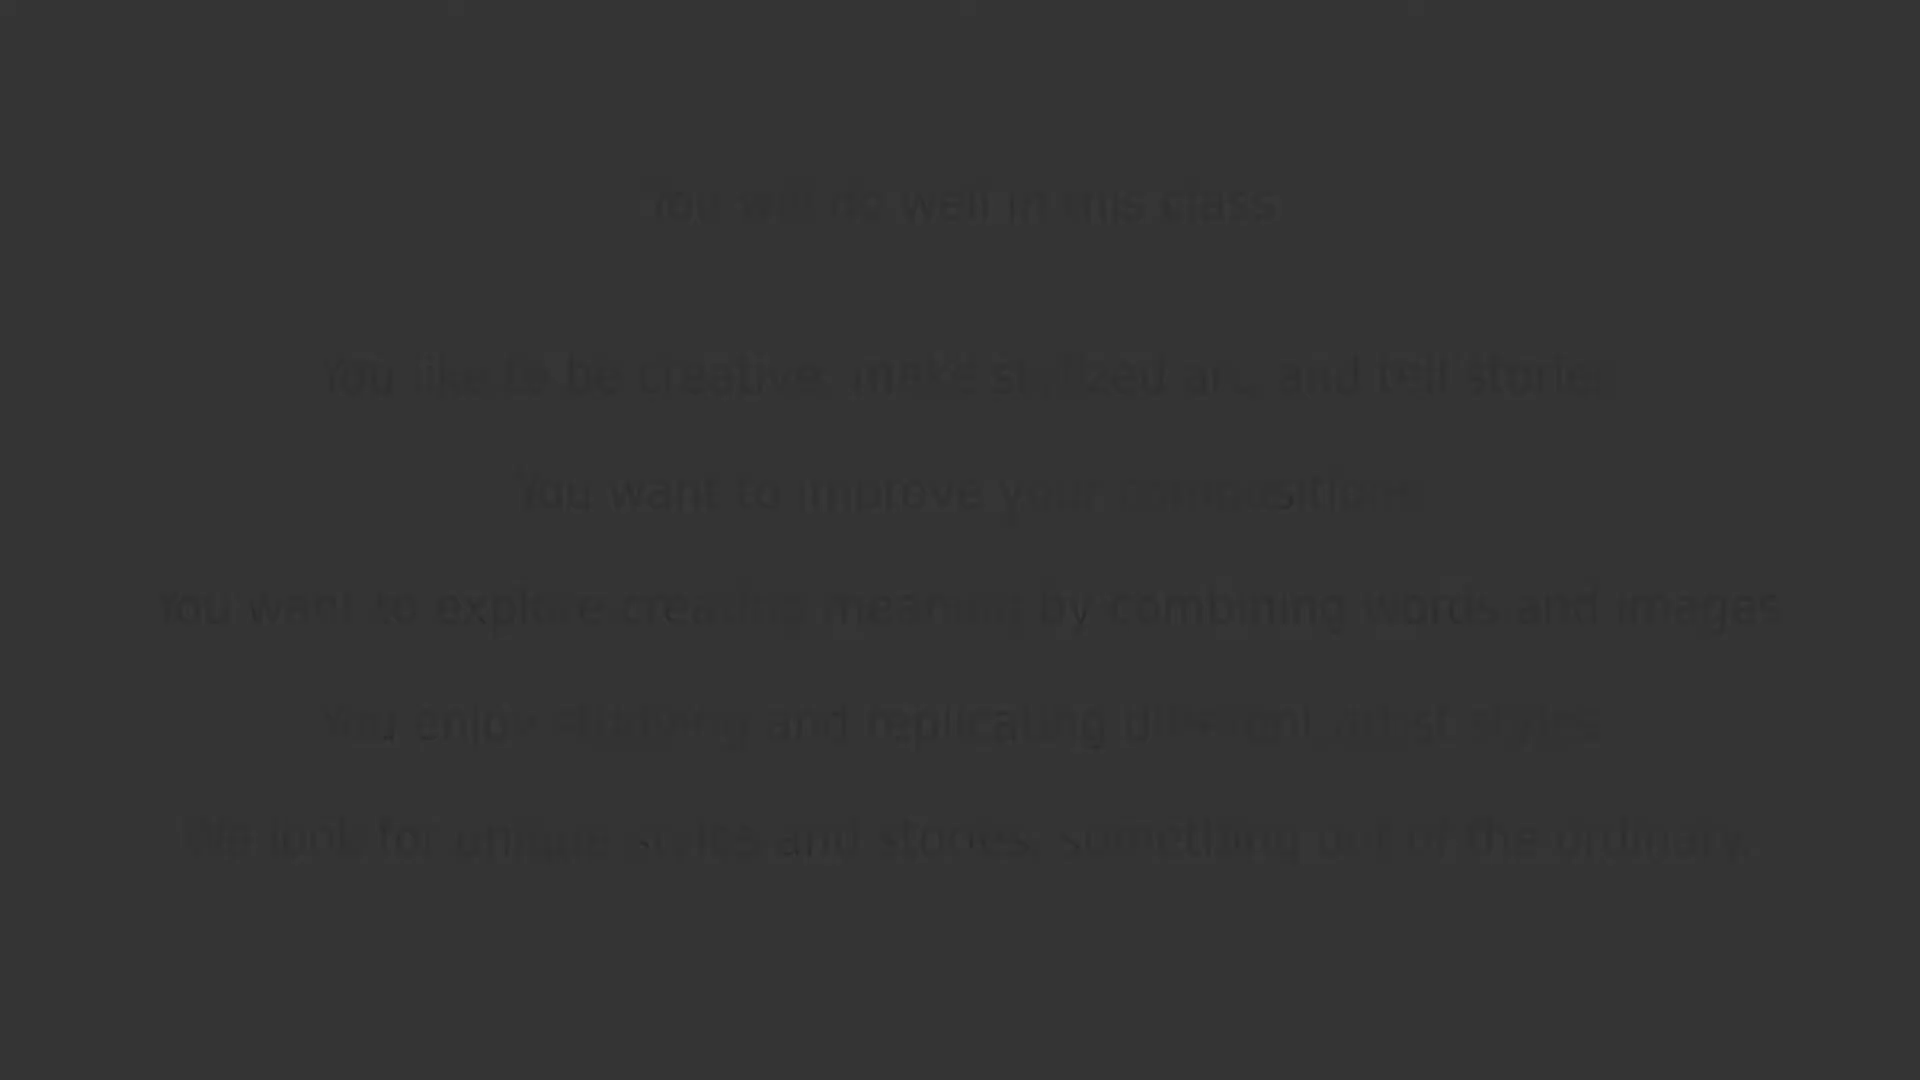 You will do well in this class
You like to be creative, make stylized art, and tell stories
You want to improve your compositions
You want to explore creating meaning by combining words and images
You enjoy studying and replicating different artist styles
We look for unique styles and stories, something out of the ordinary.